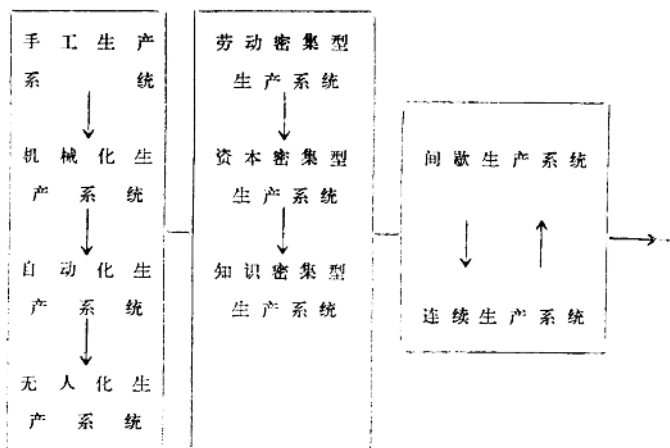 手工生产
系统
机械化生
产系统
自动化生
产系统
无人化生
产系统
劳动密集型
生产系统
资本密集型
生产系统
知识密集型
生产系统
间歇生产系统
连续生产系统